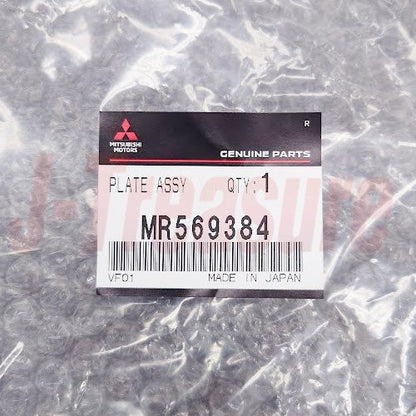 R
MITSUBISHI
MOTORS
GENUINE PARTS
PLATE ASSY QTY:1
MR569384
VF01 MADE IN JAPAN
J-Treasure